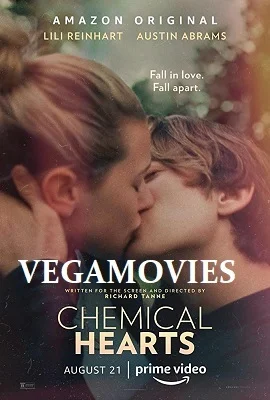 AMAZON ORIGINAL
LILI REINHART AUSTIN ABRAMS
Fall in love.
Fall apart.
VEGAMOVIES
WRITTEN FOR THE SCREEN AND DIRECTED BY
RICHARD TANNE
CHEMICAL
HEARTS
AUGUST 21 | prime video